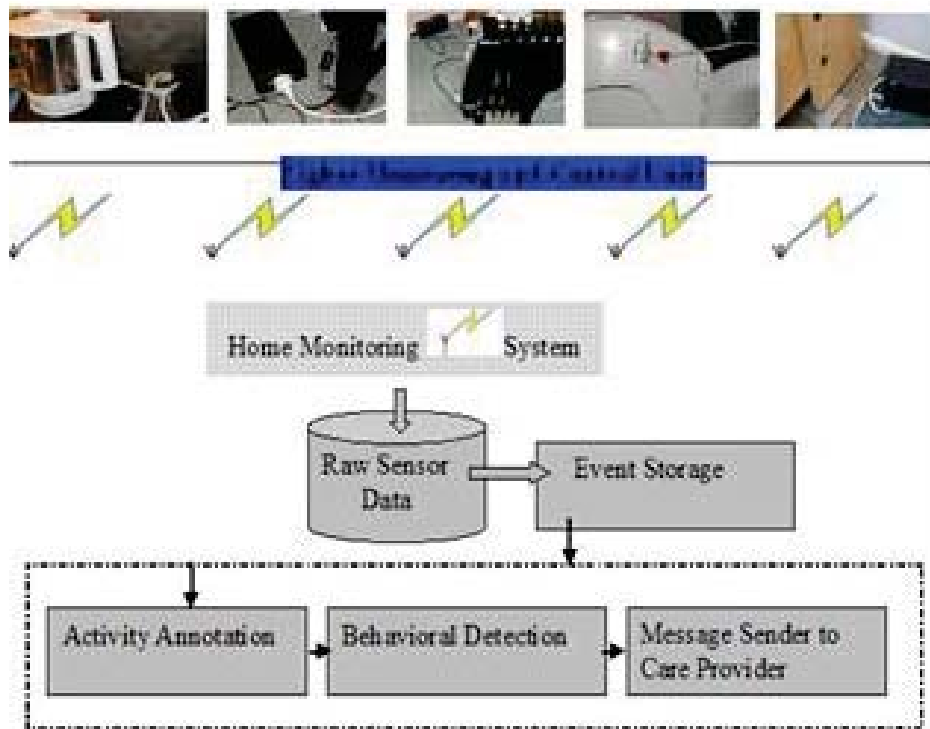 Home Monitoring System
Raw Sensor
Data
Event Storage
Activity Annotation
Behavioral Detection
Message Sender to
Care Provider